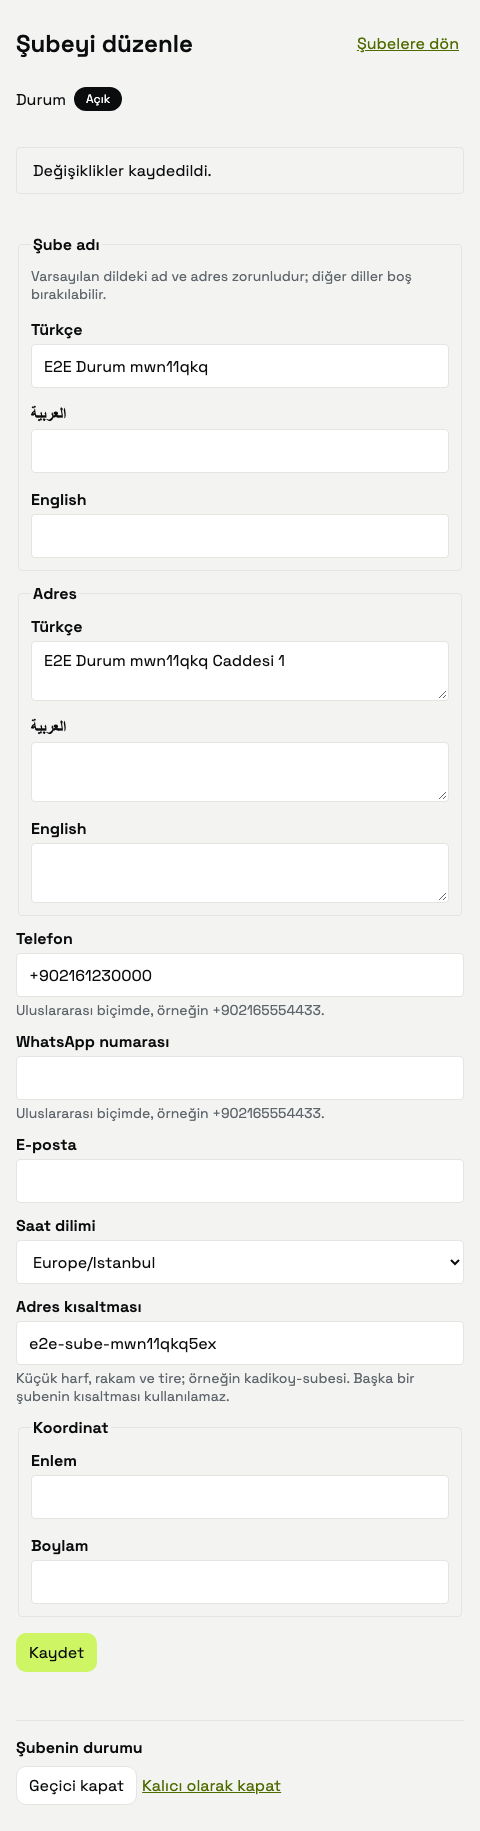 Şubeyi düzenle
Şubelere dön
Durum
Açık
Değişiklikler kaydedildi.
Şube adı
Varsayılan dildeki ad ve adres zorunludur; diğer diller boş
bırakılabilir.
Türkçe
E2E Durum mwn11qkq
العربية
English
Adres
Türkçe
E2E Durum mwn11qkq Caddesi 1
العربية
English
Telefon
+902161230000
Uluslararası biçimde, örneğin +902165554433.
WhatsApp numarası
Uluslararası biçimde, örneğin +902165554433.
E-posta
Saat dilimi
Europe/Istanbul
Adres kısaltması
e2e-sube-mwn11qkq5ex
Küçük harf, rakam ve tire; örneğin kadikoy-subesi. Başka bir
şubenin kısaltması kullanılamaz.
Koordinat
Enlem
Boylam
Kaydet
Şubenin durumu
Geçici kapat
Kalıcı olarak kapat